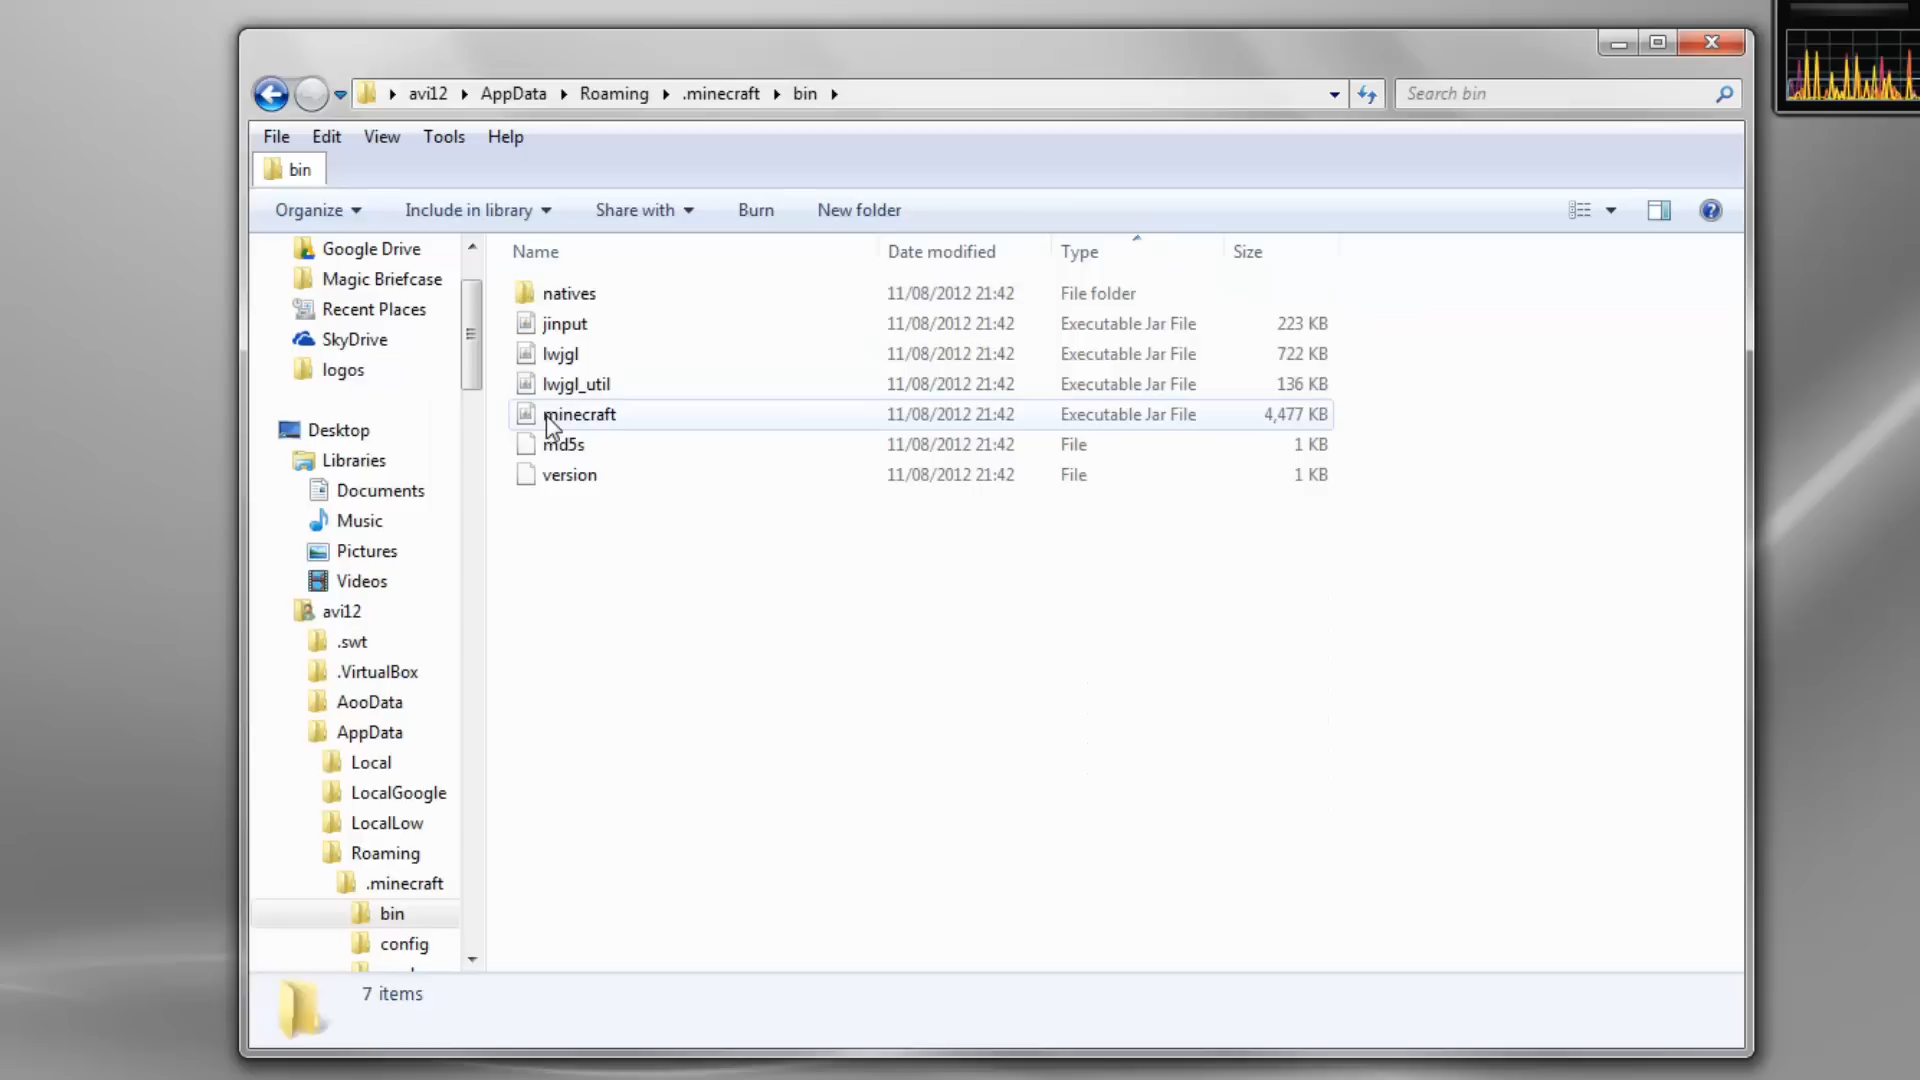 avi12 AppData Roaming .minecraft bin
Search bin
File Edit View Tools Help
bin
Organize Include in library Share with Burn New folder
Google Drive
Magic Briefcase
Recent Places
SkyDrive
logos
Desktop
Libraries
Documents
Music
Pictures
Videos
avi12
.swt
.VirtualBox
AooData
AppData
Local
LocalGoogle
LocalLow
Roaming
.minecraft
bin
config
Name Date modified Type Size
natives 11/08/2012 21:42 File folder
jinput 11/08/2012 21:42 Executable Jar File 223 KB
lwjgl 11/08/2012 21:42 Executable Jar File 722 KB
lwjgl_util 11/08/2012 21:42 Executable Jar File 136 KB
minecraft 11/08/2012 21:42 Executable Jar File 4,477 KB
md5s 11/08/2012 21:42 File 1 KB
version 11/08/2012 21:42 File 1 KB
7 items